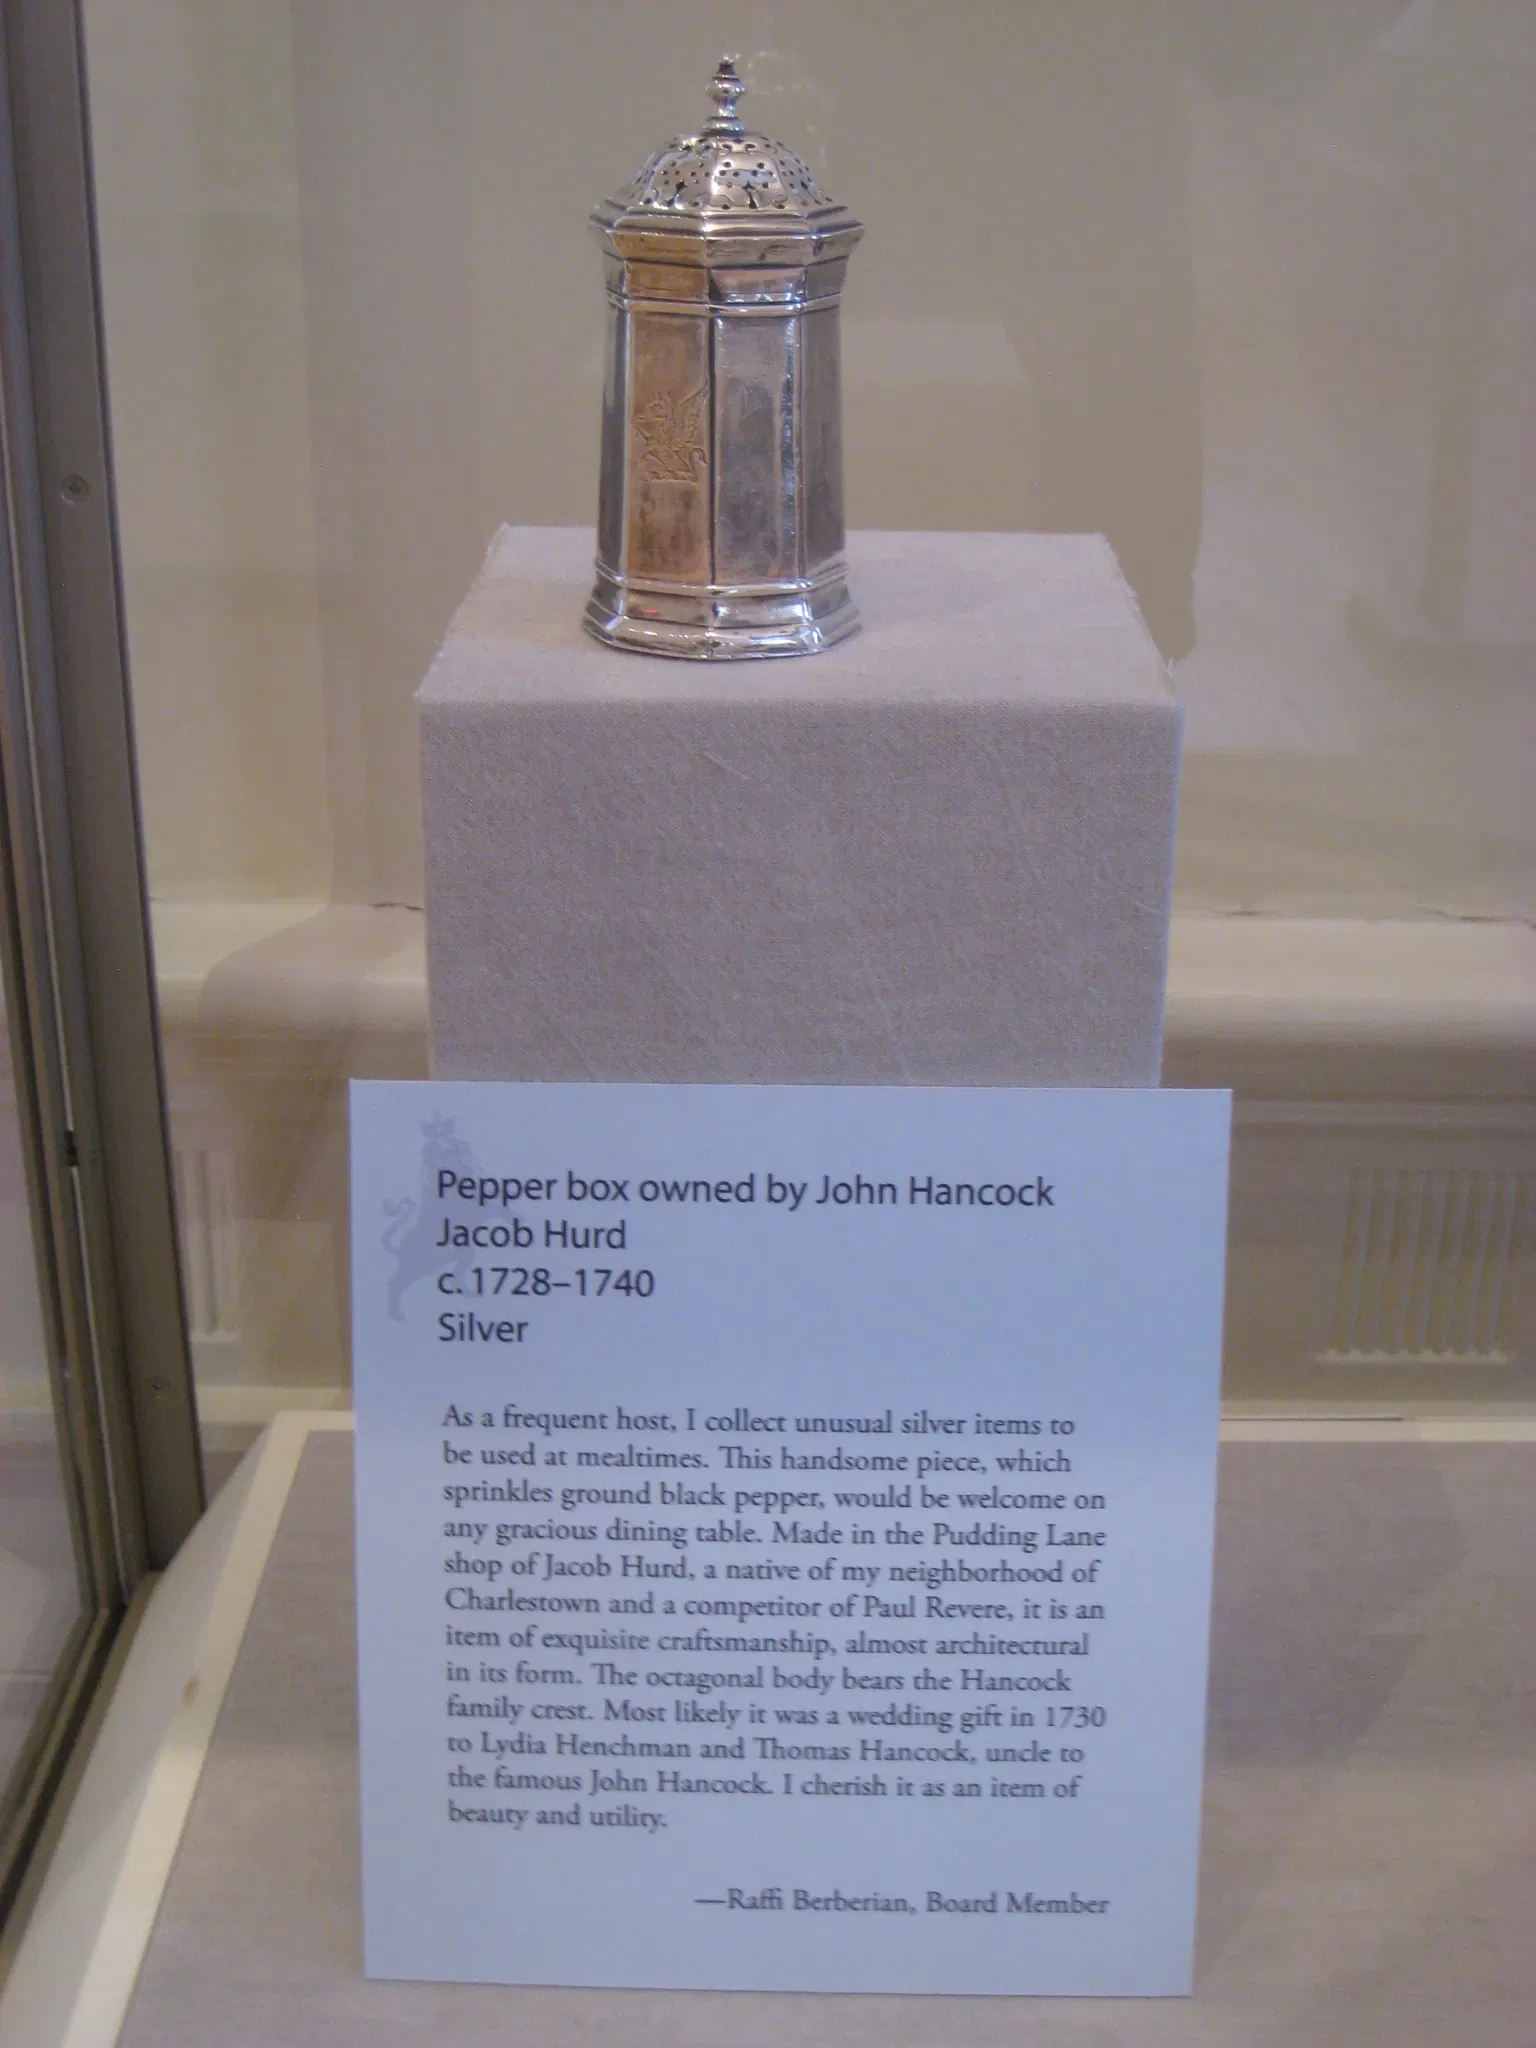 Pepper box owned by John Hancock
Jacob Hurd
c. 1728–1740
Silver
As a frequent host, I collect unusual silver items to
be used at mealtimes. This handsome piece, which
sprinkles ground black pepper, would be welcome on
any gracious dining table. Made in the Pudding Lane
shop of Jacob Hurd, a native of my neighborhood of
Charlestown and a competitor of Paul Revere, it is an
item of exquisite craftsmanship, almost architectural
in its form. The octagonal body bears the Hancock
family crest. Most likely it was a wedding gift in 1730
to Lydia Henchman and Thomas Hancock, uncle to
the famous John Hancock. I cherish it as an item of
beauty and utility.
—Raffi Berberian, Board Member